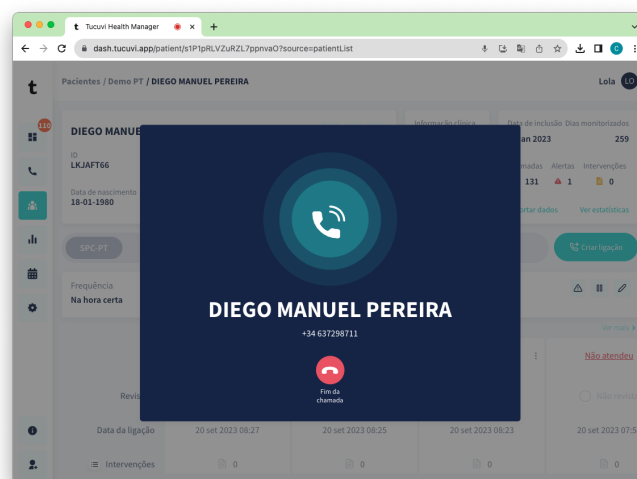 t Tucuvi Health Manager
dash.tucuvi.app/patient/s1P1pRLVZuRZL7ppnvaO?source=patientList
t
Pacientes / Demo PT / DIEGO MANUEL PEREIRA
Lola LO
110
DIEGO MANUE
Informação clínica
Data de inclusão Dias monitorizados
an 2023 259
ID
LKJAFT66
madas Alertas Intervenções
131 1 0
Data de nascimento
18-01-1980
ortar dados Ver estatísticas
SPC-PT
Criar ligação
Frequência
Na hora certa
DIEGO MANUEL PEREIRA
+34 637298711
Ver mais >
Não atendeu
Fim da
chamada
Revis
Não revisad
Data da ligação 20 set 2023 08:27 20 set 2023 08:25 20 set 2023 08:23 20 set 2023 07:5
Intervenções 0 0 0 0